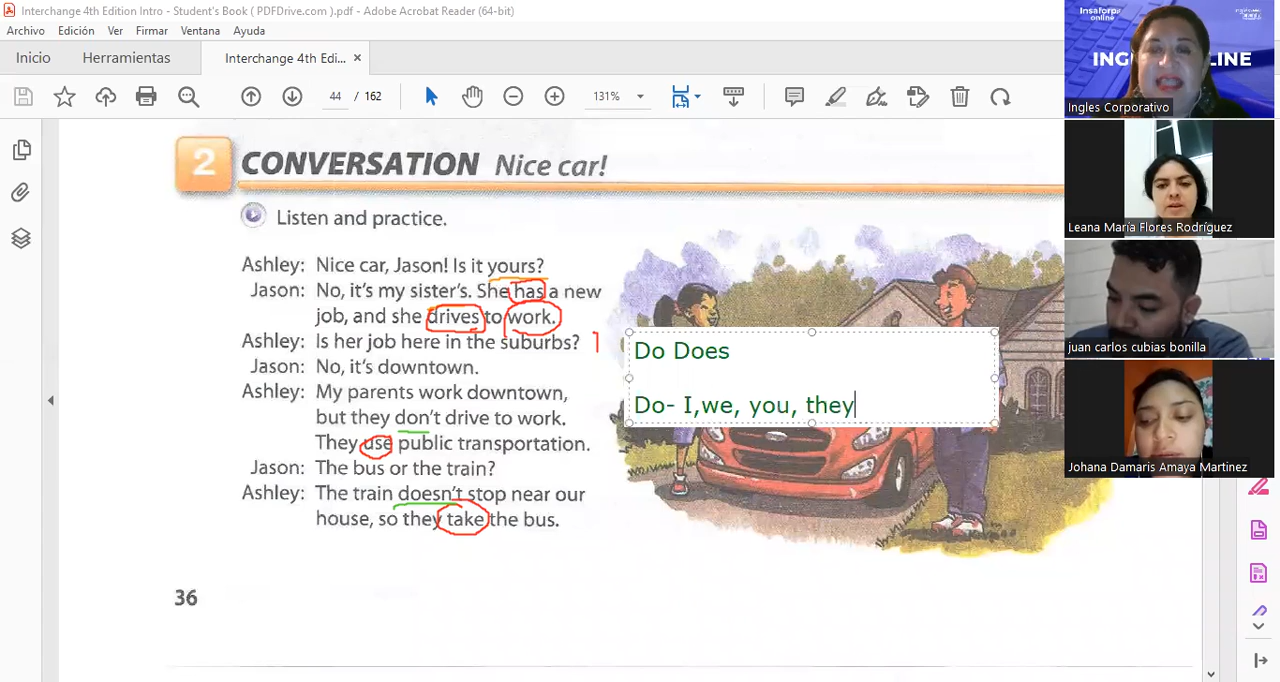 Interchange 4th Edition Intro - Student's Book ( PDFDrive.com ).pdf - Adobe Acrobat Reader (64-bit)
Archivo Edición Ver Firmar Ventana Ayuda
Inicio Herramientas Interchange 4th Edi... ×
44 / 162 131%
2 CONVERSATION Nice car!
Listen and practice.
Ashley: Nice car, Jason! Is it yours?
Jason: No, it's my sister's. She has a new
job, and she drives to work.
Ashley: Is her job here in the suburbs?
Jason: No, it's downtown.
Ashley: My parents work downtown,
but they don't drive to work.
They use public transportation.
Jason: The bus or the train?
Ashley: The train doesn't stop near our
house, so they take the bus.
36
Do Does
Do- I,we, you, they
Insaforp
online
INGL LINE
Ingles Corporativo
Leana María Flores Rodríguez
juan carlos cubias bonilla
Johana Damaris Amaya Martinez